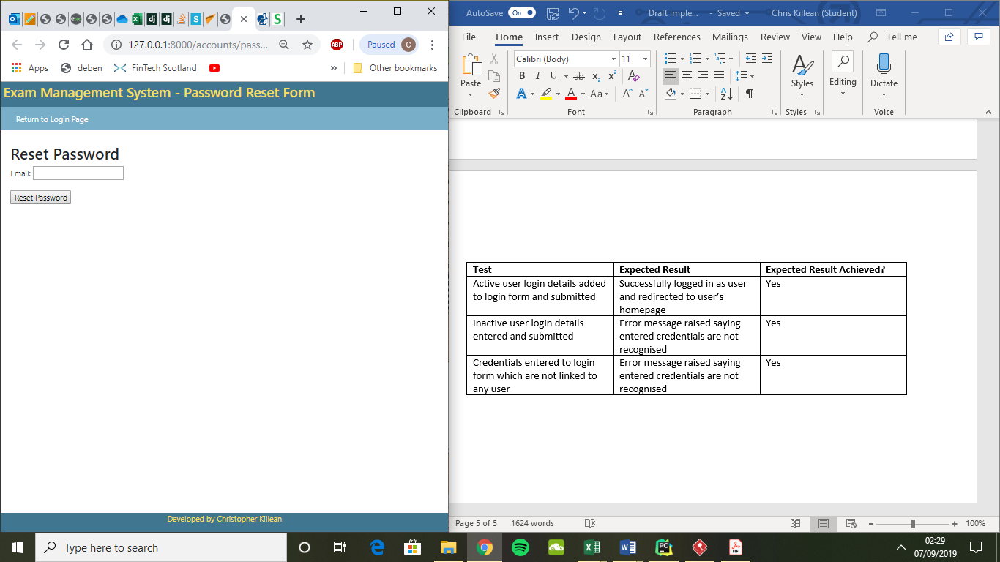 127.0.0.1:8000/accounts/pass...
ABP
Paused
C
Apps
deben
FinTech Scotland
»
Other bookmarks
Exam Management System - Password Reset Form
Return to Login Page
Reset Password
Email:
Reset Password
Developed by Christopher Killean
AutoSave On
Draft Imple... - Saved
Chris Killean (Student)
File Home Insert Design Layout References Mailings Review View Help Tell me
Paste
Calibri (Body) 11
B I U ab x₂ x²
A A Aa A A
Styles
Editing
Dictate
Clipboard Font Paragraph Styles Voice
Test Expected Result Expected Result Achieved?
Active user login details added Successfully logged in as user Yes
to login form and submitted and redirected to user’s
homepage
Inactive user login details Error message raised saying Yes
entered and submitted entered credentials are not
recognised
Credentials entered to login Error message raised saying Yes
form which are not linked to entered credentials are not
any user recognised
Page 5 of 5 1624 words 100%
Type here to search
02:29
07/09/2019